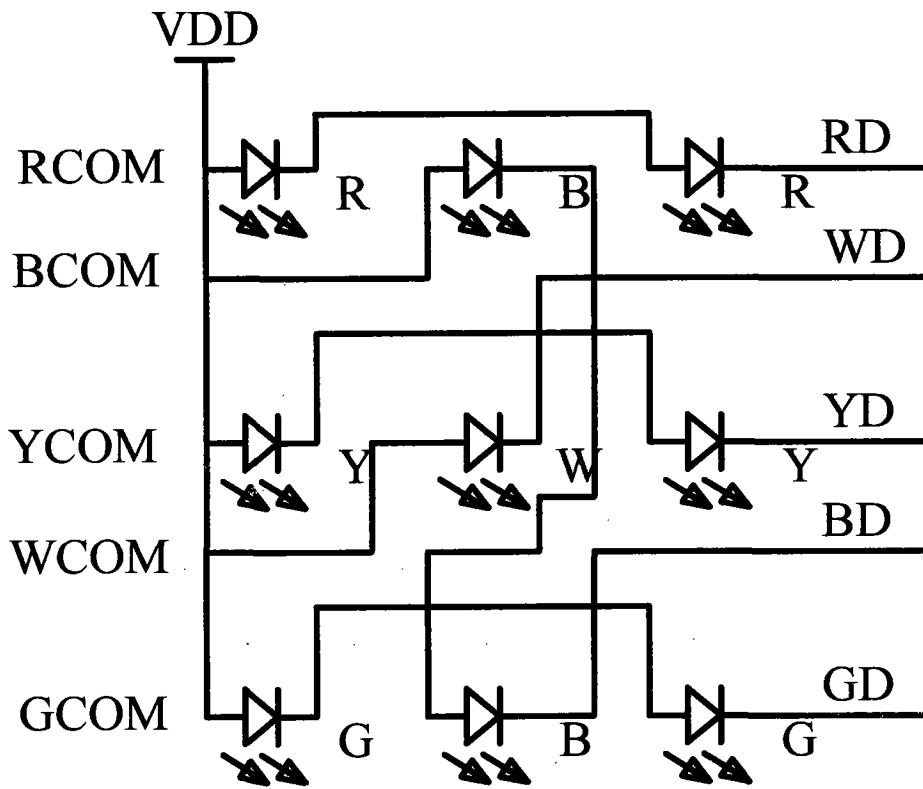 VDD
RCOM R B R RD
BCOM WD
YCOM Y W Y YD
WCOM BD
GCOM G B G GD